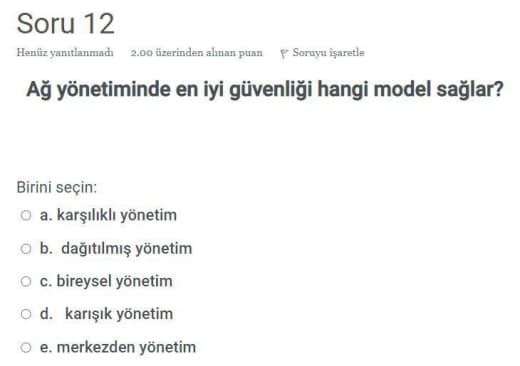 Soru 12
Henüz yanıtlanmadı 2.00 üzerinden alınan puan Soruyu işaretle
Ağ yönetiminde en iyi güvenliği hangi model sağlar?
Birini seçin:
a. karşılıklı yönetim
b. dağıtılmış yönetim
c. bireysel yönetim
d. karışık yönetim
e. merkezden yönetim